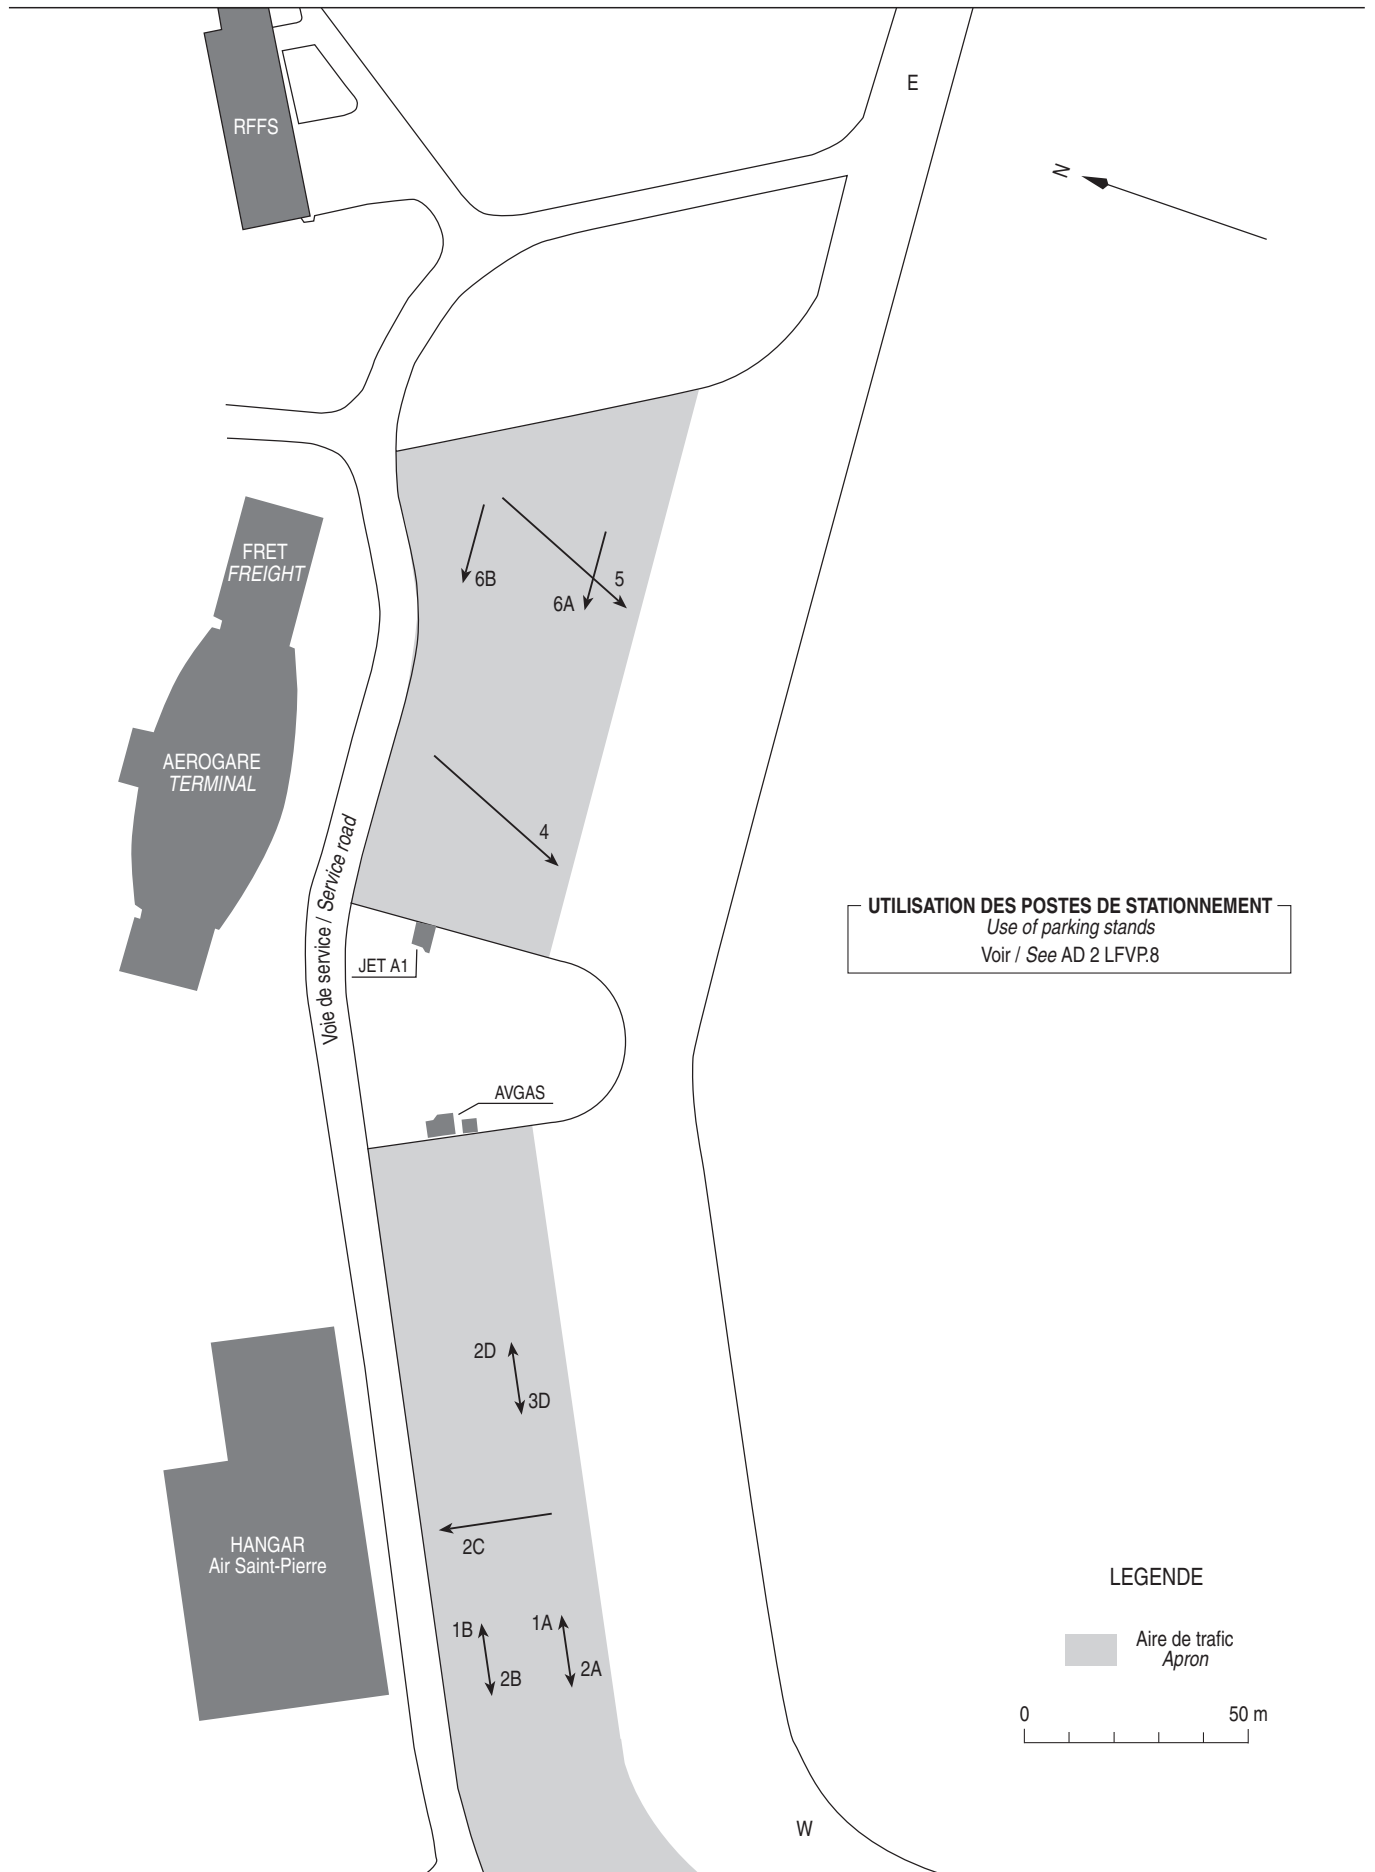 E
RFFS
N
FRET
FREIGHT
6B
5
6A
AEROGARE
TERMINAL
4
Voie de service / Service road
UTILISATION DES POSTES DE STATIONNEMENT
Use of parking stands
Voir / See AD 2 LFVP.8
JET A1
AVGAS
2D
3D
2C
HANGAR
Air Saint-Pierre
1B
1A
2B
2A
LEGENDE
Aire de trafic
Apron
0
50 m
W